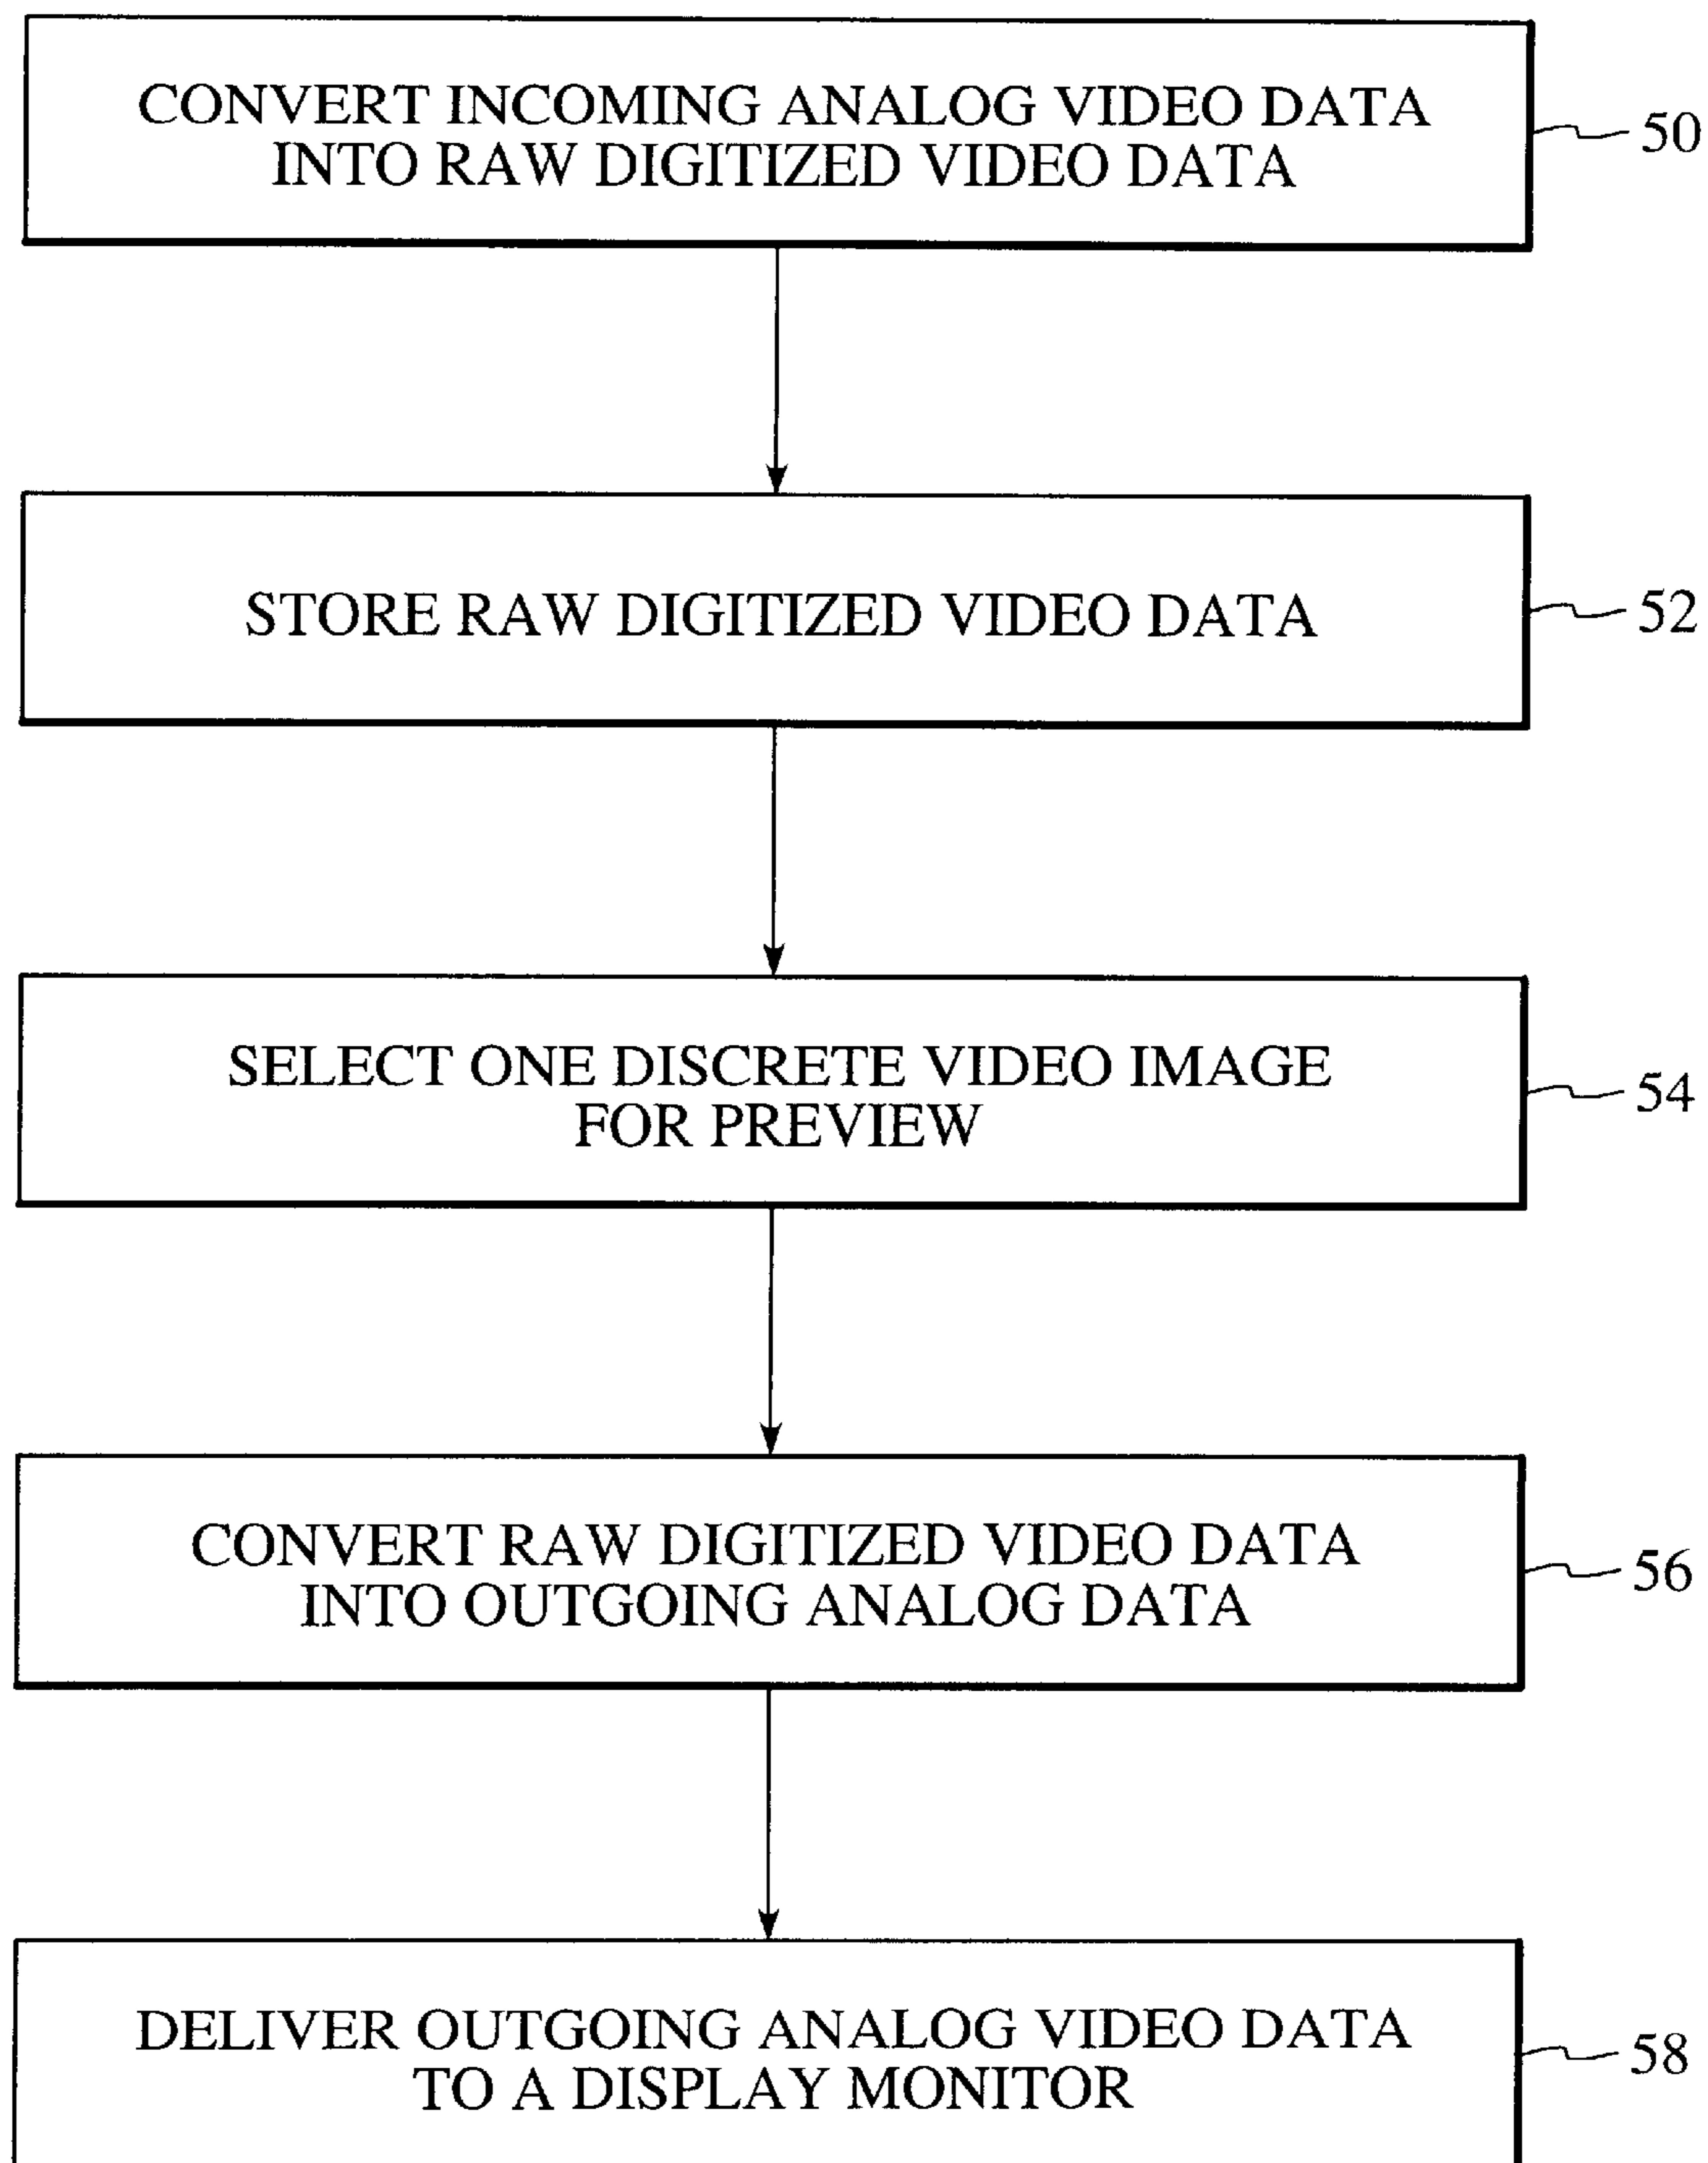 CONVERT INCOMING ANALOG VIDEO DATA
INTO RAW DIGITIZED VIDEO DATA
50
STORE RAW DIGITIZED VIDEO DATA
52
SELECT ONE DISCRETE VIDEO IMAGE
FOR PREVIEW
54
CONVERT RAW DIGITIZED VIDEO DATA
INTO OUTGOING ANALOG DATA
56
DELIVER OUTGOING ANALOG VIDEO DATA
TO A DISPLAY MONITOR
58